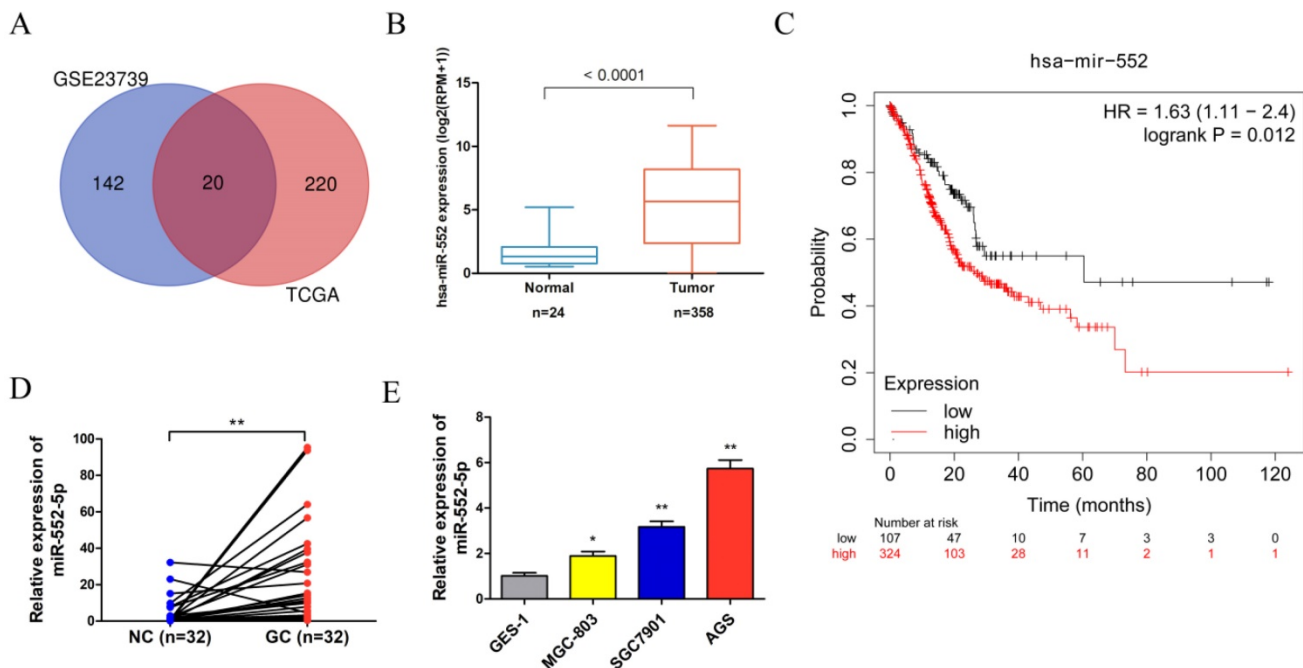 A
GSE23739
142
20
220
TCGA
B
hsa-miR-552 expression (log2(RPM+1))
< 0.0001
15
10
5
0
Normal
Tumor
n=24
n=358
C
hsa−mir−552
HR = 1.63 (1.11 − 2.4)
logrank P = 0.012
Probability
1.0
0.8
0.6
0.4
0.2
0.0
Expression
low
high
0 20 40 60 80 100 120
Time (months)
Number at risk
low 107 47 10 7 3 3 0
high 324 103 28 11 2 1 1
D
Relative expression of
miR-552-5p
**
100
80
60
40
20
0
NC (n=32)
GC (n=32)
E
Relative expression of
miR-552-5p
8
6
4
2
0
*
**
**
GES-1
MGC-803
SGC7901
AGS